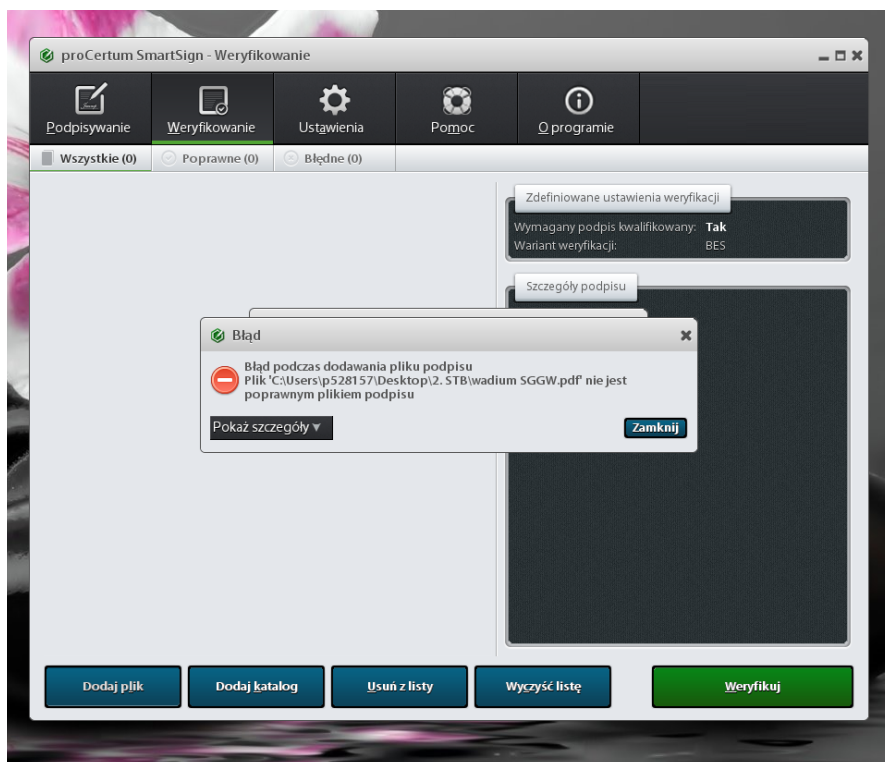 proCertum SmartSign - Weryfikowanie
Podpisywanie
Weryfikowanie
Ustawienia
Pomoc
O programie
Wszystkie (0)
Poprawne (0)
Błędne (0)
Zdefiniowane ustawienia weryfikacji
Wymagany podpis kwalifikowany: Tak
Wariant weryfikacji: BES
Szczegóły podpisu
Błąd
Błąd podczas dodawania pliku podpisu
Plik 'C:\Users\p528157\Desktop\2. STB\wadium SGGW.pdf' nie jest
poprawnym plikiem podpisu
Pokaż szczegóły
Zamknij
Dodaj plik
Dodaj katalog
Usuń z listy
Wyczyść listę
Weryfikuj